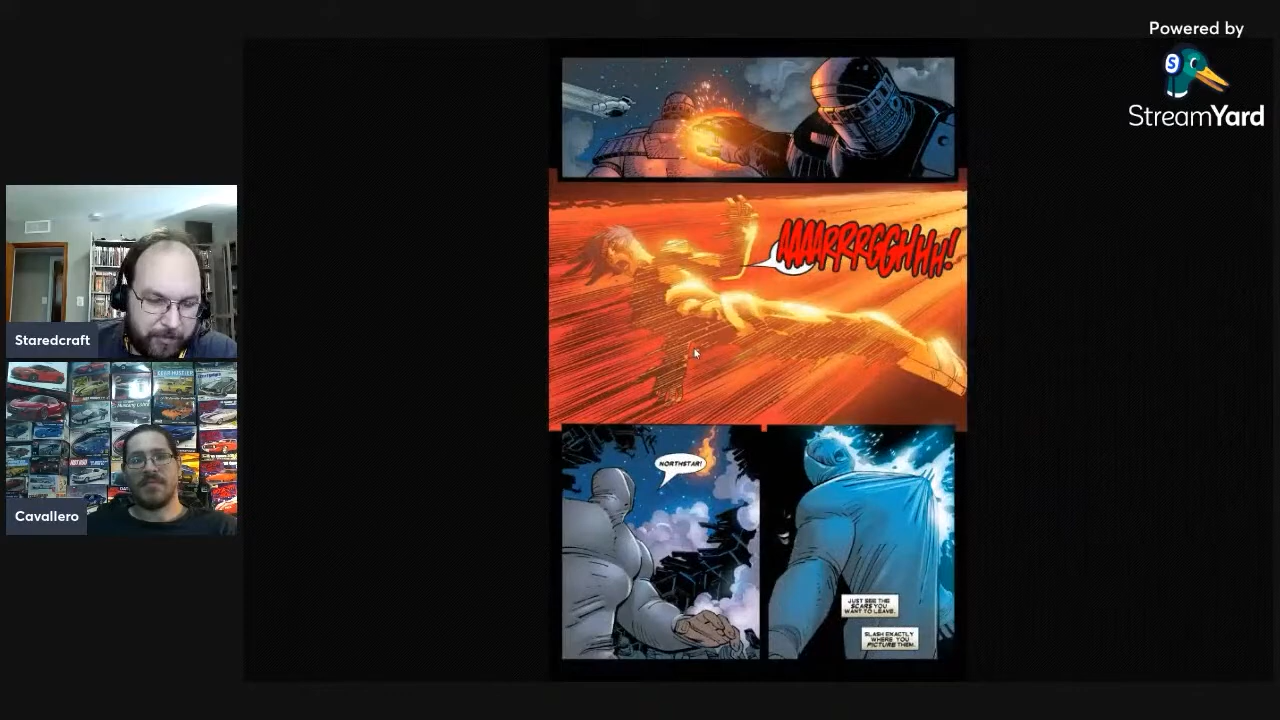 Powered by
StreamYard
AAAARRRGGHHH!
Staredcraft
NORTHSTAR!
Cavallero
JUST SEE THE
SCARS YOU
WANT TO LEAVE.
SLASH EXACTLY
WHERE YOU
PICTURE THEM.